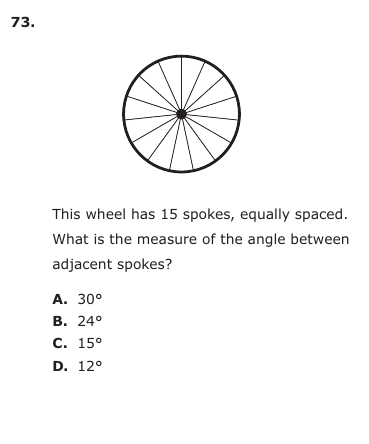 73.
This wheel has 15 spokes, equally spaced.
What is the measure of the angle between
adjacent spokes?
A. 30°
B. 24°
C. 15°
D. 12°